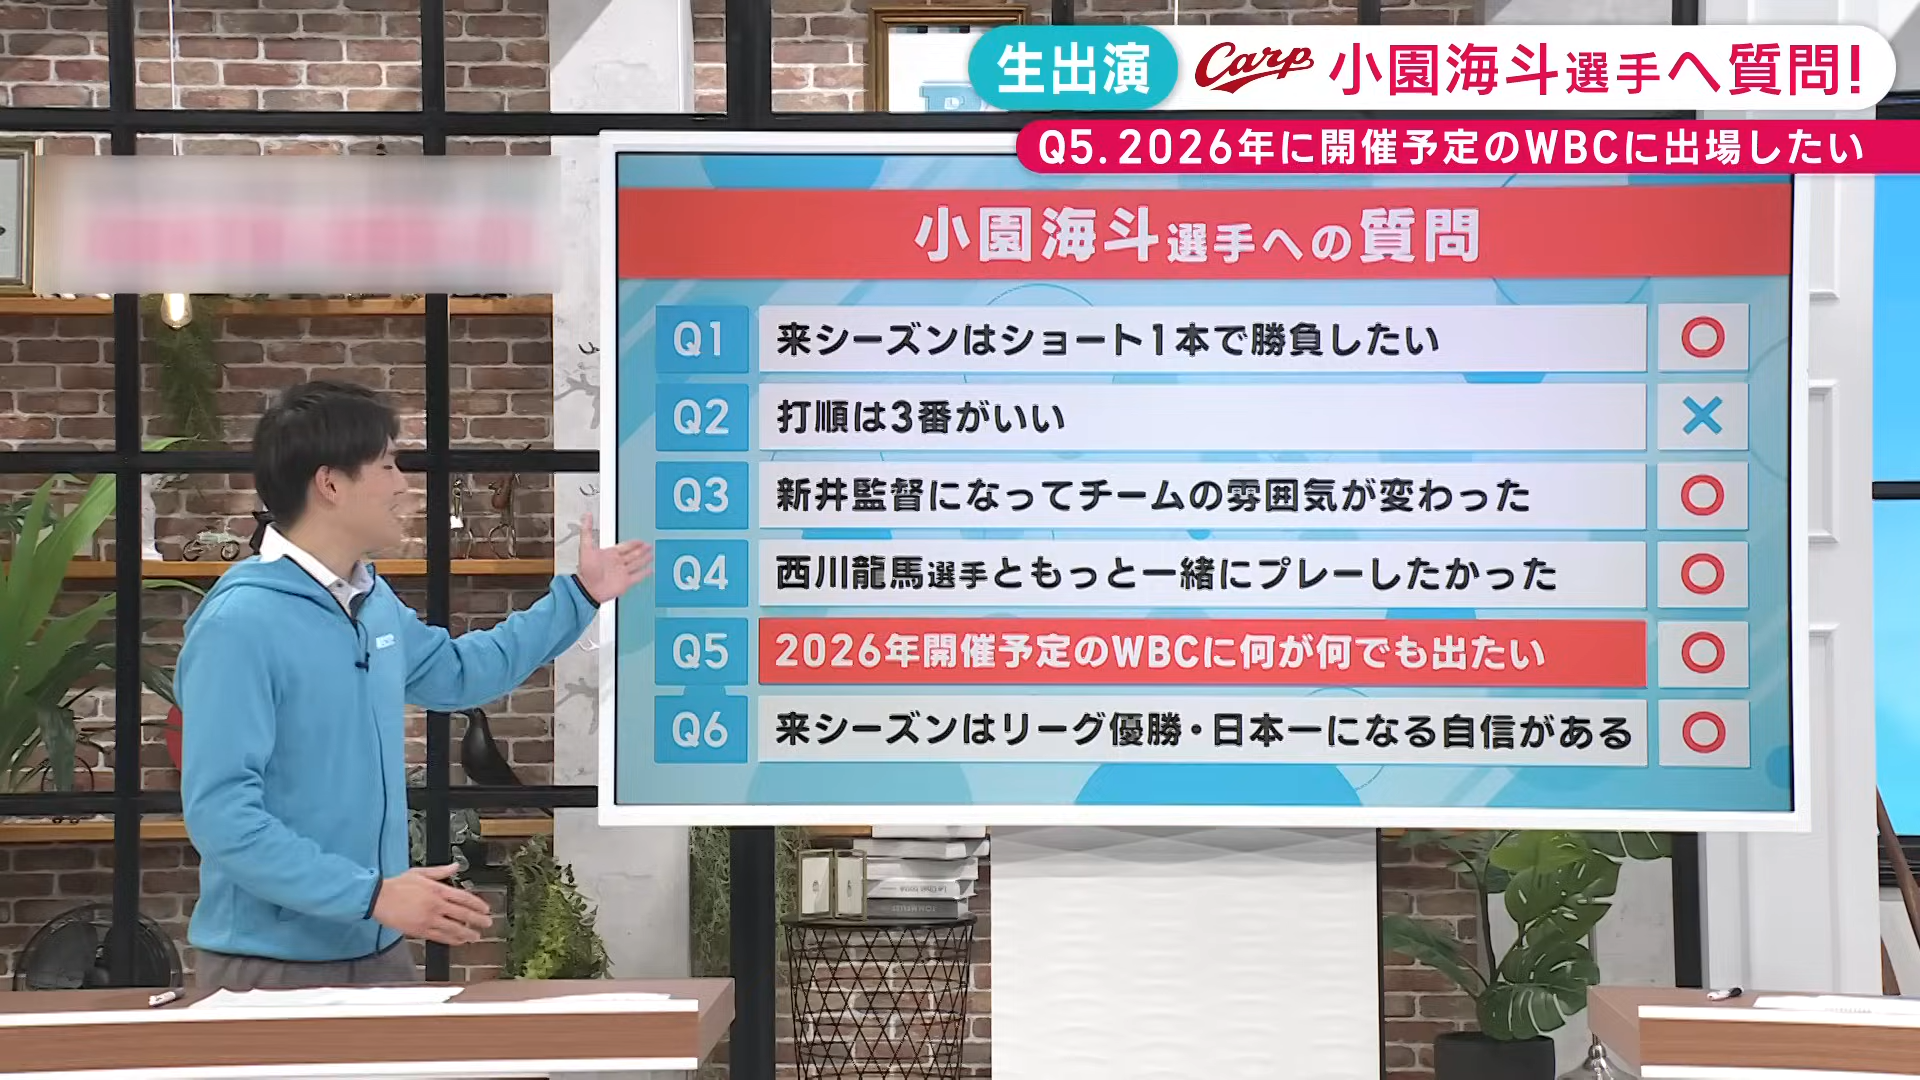 生出演 Carp 小園海斗選手へ質問!
Q5.2026年に開催予定のWBCに出場したい
小園海斗選手への質問
Q1 来シーズンはショート1本で勝負したい ○
Q2 打順は3番がいい ×
Q3 新井監督になってチームの雰囲気が変わった ○
Q4 西川龍馬選手ともっと一緒にプレーしたかった ○
Q5 2026年開催予定のWBCに何が何でも出たい ○
Q6 来シーズンはリーグ優勝・日本一になる自信がある ○